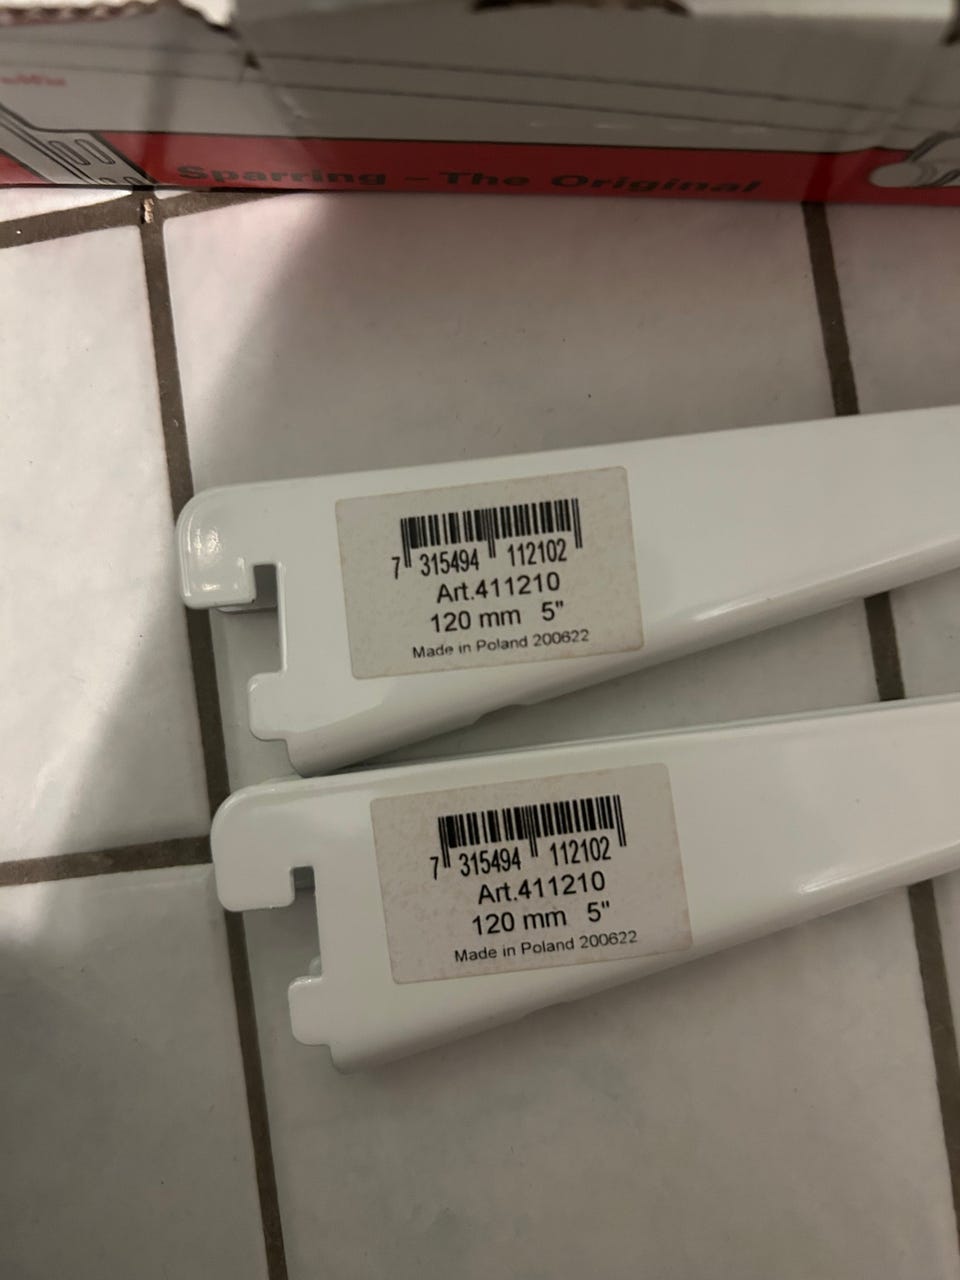 Sparring - The Original
7 315494 112102
Art.411210
120 mm 5"
Made in Poland 200622
7 315494 112102
Art.411210
120 mm 5"
Made in Poland 200622